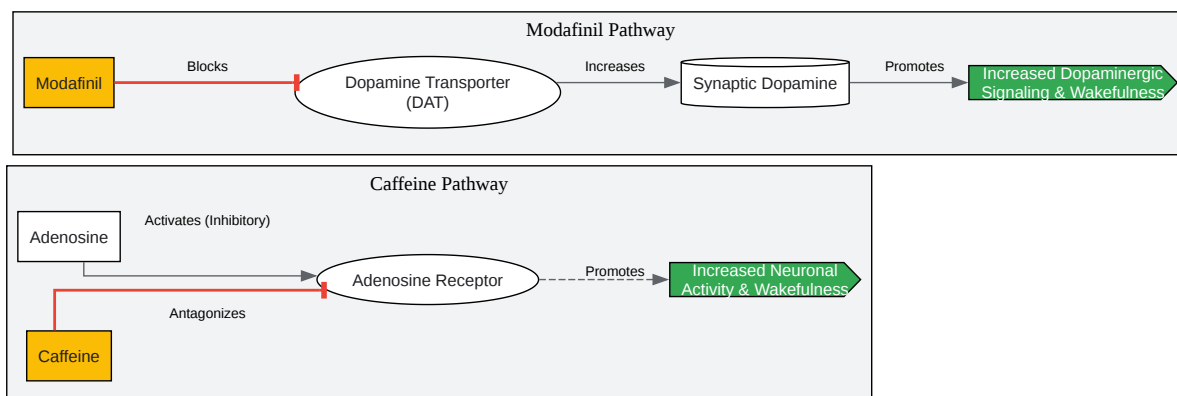 Modafinil Pathway
Modafinil
Blocks
Dopamine Transporter
(DAT)
Increases
Synaptic Dopamine
Promotes
Increased Dopaminergic
Signaling & Wakefulness
Caffeine Pathway
Adenosine
Activates (Inhibitory)
Adenosine Receptor
Promotes
Increased Neuronal
Activity & Wakefulness
Antagonizes
Caffeine